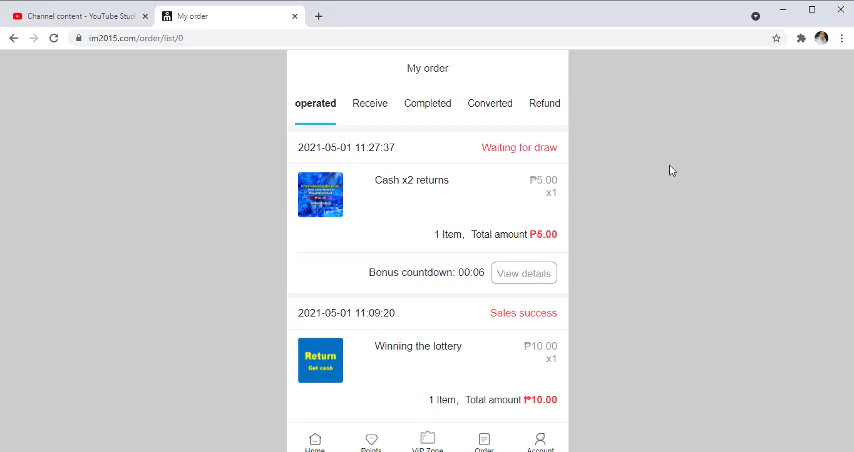 Channel content - YouTube Stud
My order
im2015.com/order/list/0
My order
operated Receive Completed Converted Refund
2021-05-01 11:27:37 Waiting for draw
Cash x2 returns ₱5.00
x1
1 Item, Total amount ₱5.00
Bonus countdown: 00:06 View details
2021-05-01 11:09:20 Sales success
Return
Get cash
Winning the lottery ₱10.00
x1
1 Item, Total amount ₱10.00
Home Points VIP Zone Order Account